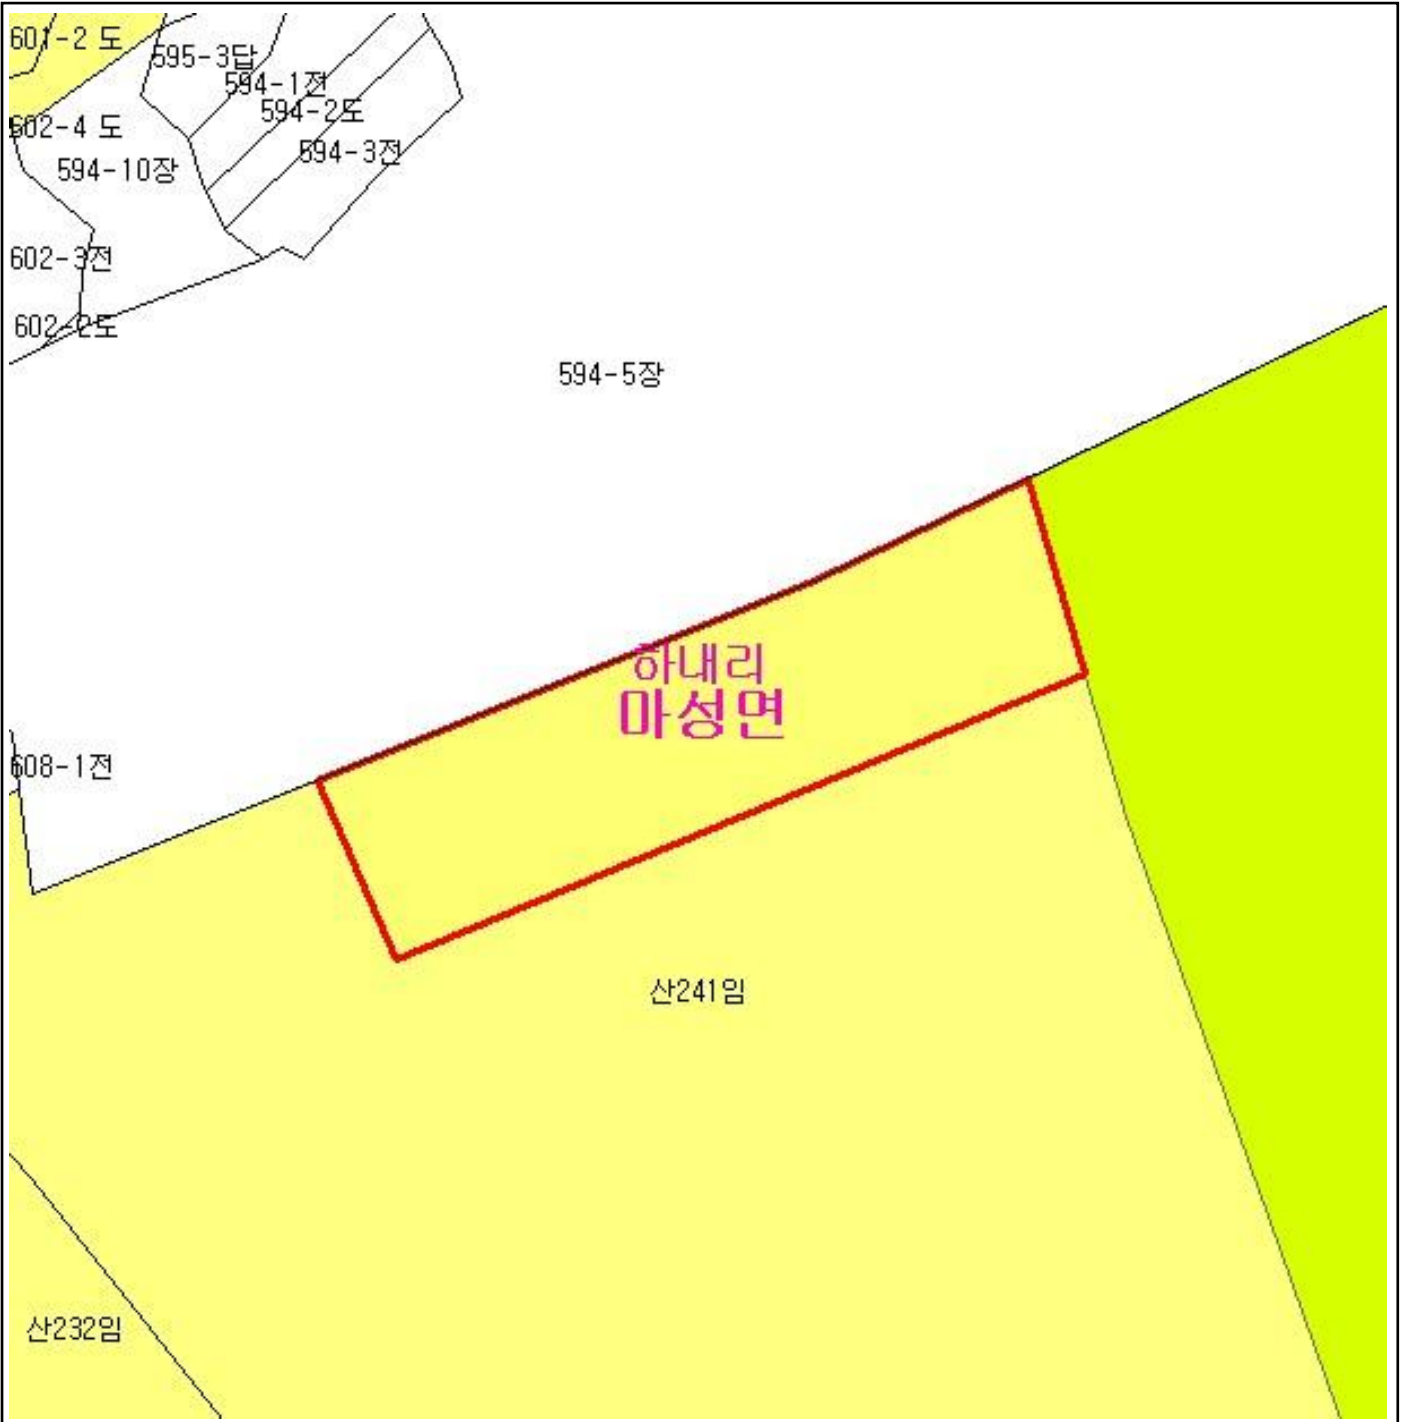 601-2 도
595-3답
594-1전
594-2도
602-4 도
594-3전
594-10장
602-3전
602-2도
594-5장
하내리
마성면
608-1전
산241임
산232임